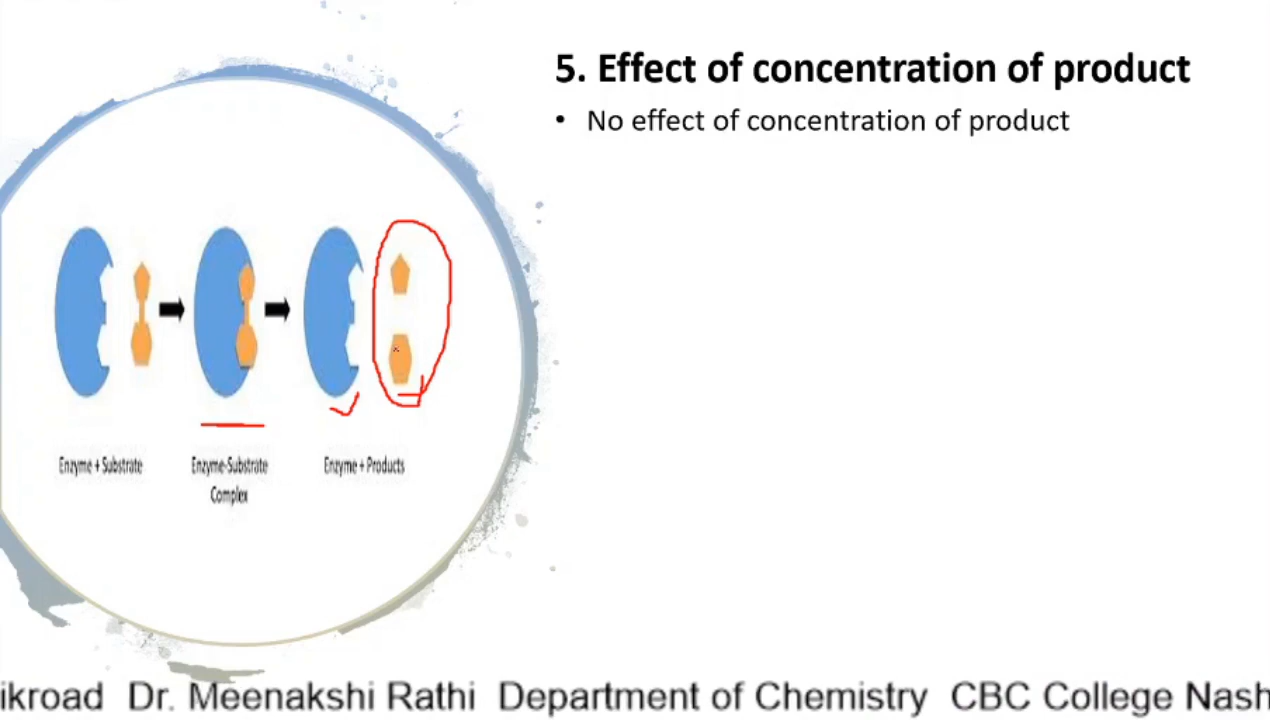 5. Effect of concentration of product
• No effect of concentration of product
Enzyme + Substrate
Enzyme-Substrate
Complex
Enzyme + Products
ikroad Dr. Meenakshi Rathi Department of Chemistry CBC College Nash